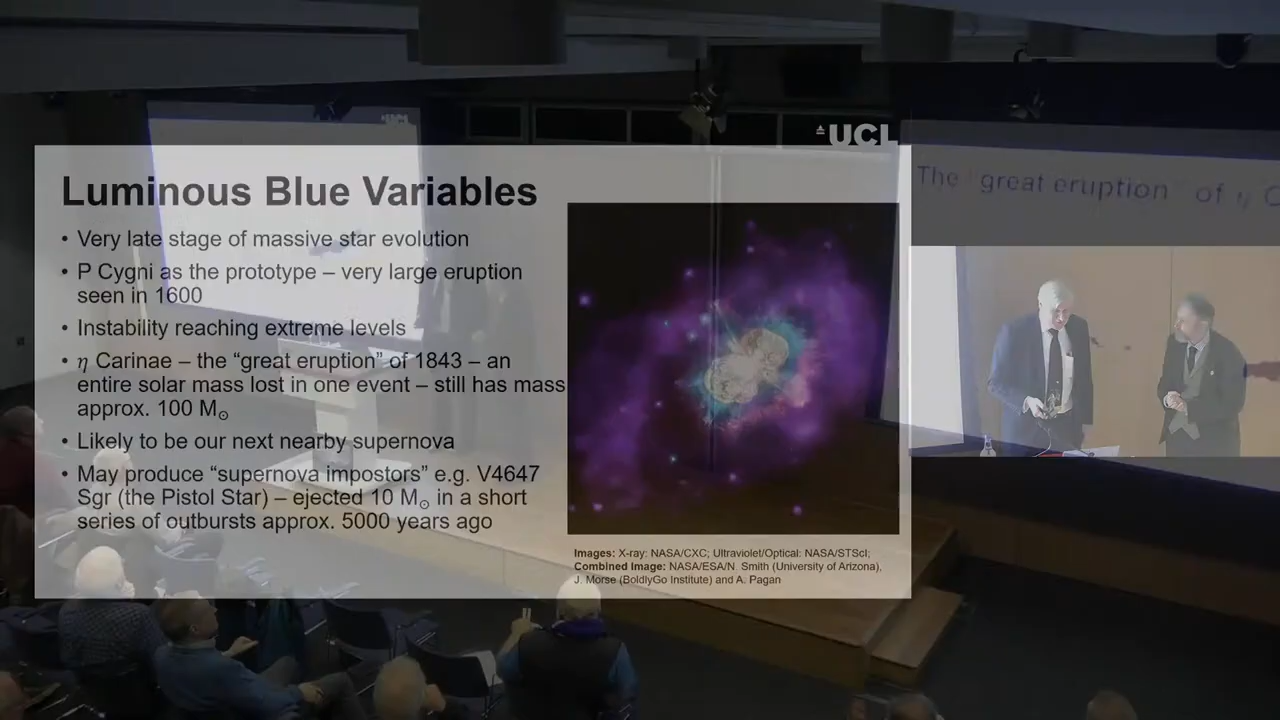 UCL
UCL
Luminous Blue Variables
• Very late stage of massive star evolution
• P Cygni as the prototype – very large eruption
seen in 1600
• Instability reaching extreme levels
• η Carinae – the “great eruption” of 1843 – an
entire solar mass lost in one event – still has mass
approx. 100 M☉
• Likely to be our next nearby supernova
• May produce “supernova impostors” e.g. V4647
Sgr (the Pistol Star) – ejected 10 M☉ in a short
series of outbursts approx. 5000 years ago
Images: X-ray: NASA/CXC; Ultraviolet/Optical: NASA/STScI;
Combined Image: NASA/ESA/N. Smith (University of Arizona),
J. Morse (BoldlyGo Institute) and A. Pagan
The "great eruption" of η C